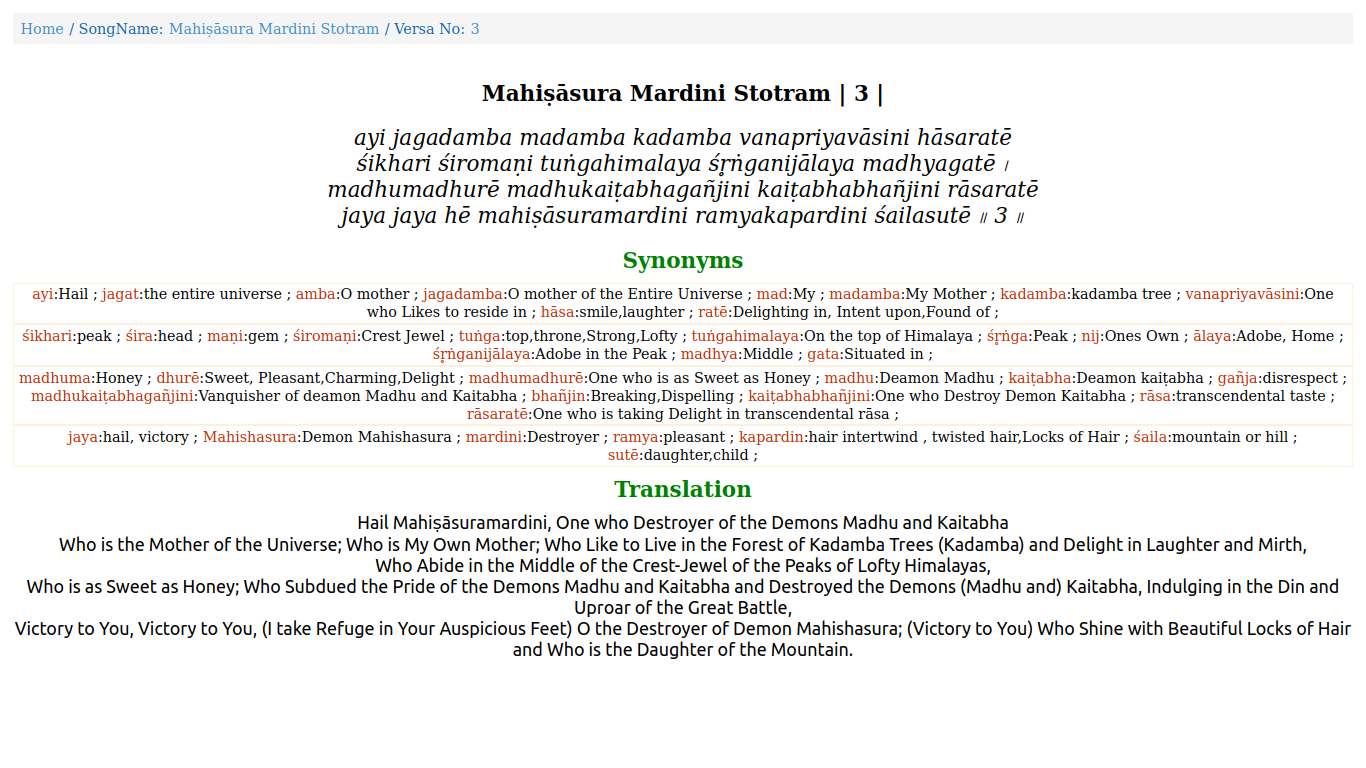 Home / SongName: Mahiṣāsura Mardini Stotram / Versa No: 3
Mahiṣāsura Mardini Stotram | 3 |
ayi jagadamba madamba kadamba vanapriyavāsini hāsaratē
śikhari śiromaṇi tuṅgahimalaya śr̥ṅganijālaya madhyagatē ।
madhumadhurē madhukaiṭabhagañjini kaiṭabhabhañjini rāsaratē
jaya jaya hē mahiṣāsuramardini ramyakapardini śailasutē ॥ 3 ॥
Synonyms
ayi:Hail ; jagat:the entire universe ; amba:O mother ; jagadamba:O mother of the Entire Universe ; mad:My ; madamba:My Mother ; kadamba:kadamba tree ; vanapriyavāsini:One
who Likes to reside in ; hāsa:smile,laughter ; ratē:Delighting in, Intent upon,Found of ;
śikhari:peak ; śira:head ; maṇi:gem ; śiromaṇi:Crest Jewel ; tuṅga:top,throne,Strong,Lofty ; tuṅgahimalaya:On the top of Himalaya ; śr̥ṅga:Peak ; nij:Ones Own ; ālaya:Adobe, Home ;
śr̥ṅganijālaya:Adobe in the Peak ; madhya:Middle ; gata:Situated in ;
madhuma:Honey ; dhurē:Sweet, Pleasant,Charming,Delight ; madhumadhurē:One who is as Sweet as Honey ; madhu:Deamon Madhu ; kaiṭabha:Deamon kaiṭabha ; gañja:disrespect ;
madhukaiṭabhagañjini:Vanquisher of deamon Madhu and Kaitabha ; bhañjin:Breaking,Dispelling ; kaiṭabhabhañjini:One who Destroy Demon Kaitabha ; rāsa:transcendental taste ;
rāsaratē:One who is taking Delight in transcendental rāsa ;
jaya:hail, victory ; Mahishasura:Demon Mahishasura ; mardini:Destroyer ; ramya:pleasant ; kapardin:hair intertwind , twisted hair,Locks of Hair ; śaila:mountain or hill ;
sutē:daughter,child ;
Translation
Hail Mahiṣāsuramardini, One who Destroyer of the Demons Madhu and Kaitabha
Who is the Mother of the Universe; Who is My Own Mother; Who Like to Live in the Forest of Kadamba Trees (Kadamba) and Delight in Laughter and Mirth,
Who Abide in the Middle of the Crest-Jewel of the Peaks of Lofty Himalayas,
Who is as Sweet as Honey; Who Subdued the Pride of the Demons Madhu and Kaitabha and Destroyed the Demons (Madhu and) Kaitabha, Indulging in the Din and
Uproar of the Great Battle,
Victory to You, Victory to You, (I take Refuge in Your Auspicious Feet) O the Destroyer of Demon Mahishasura; (Victory to You) Who Shine with Beautiful Locks of Hair
and Who is the Daughter of the Mountain.